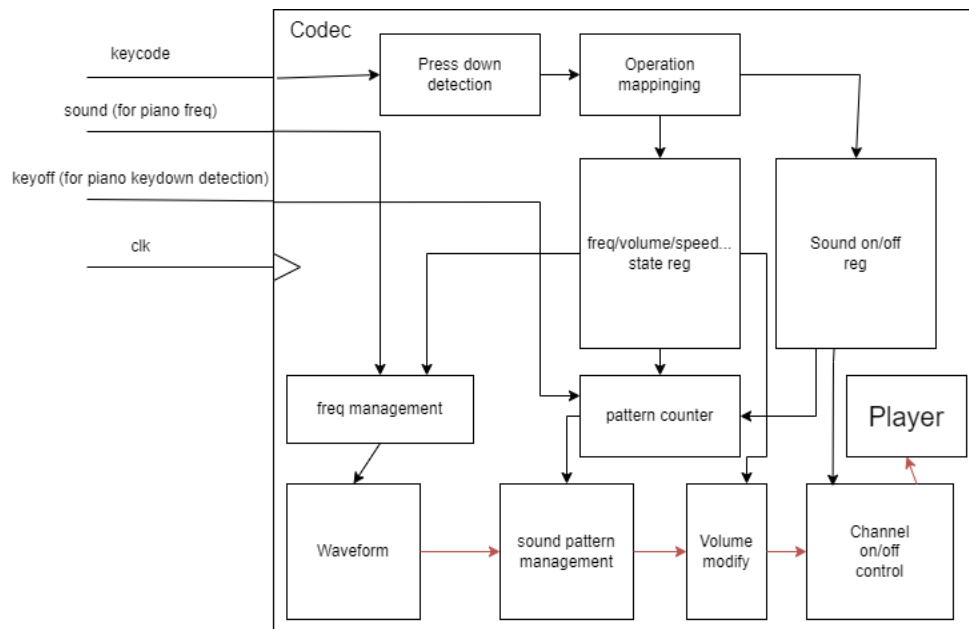 Codec
keycode
Press down
detection
Operation
mappinging
sound (for piano freq)
keyoff (for piano keydown detection)
clk
freq/volume/speed...
state reg
Sound on/off
reg
freq management
pattern counter
Player
Waveform
sound pattern
management
Volume
modify
Channel
on/off
control